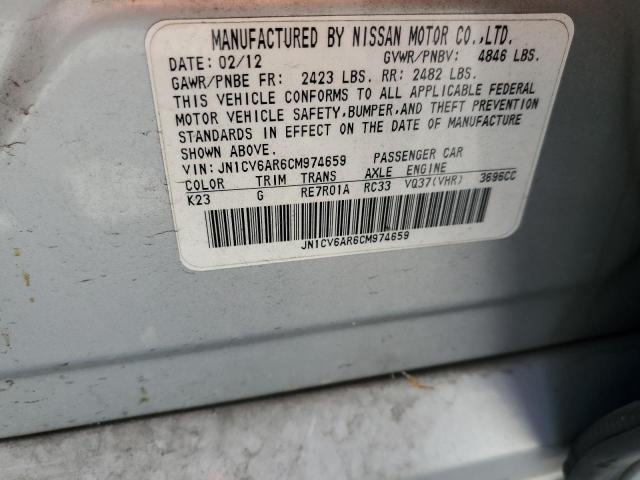 MANUFACTURED BY NISSAN MOTOR CO.,LTD.
DATE: 02/12 GVWR/PNBV: 4846 LBS.
GAWR/PNBE FR: 2423 LBS. RR: 2482 LBS.
THIS VEHICLE CONFORMS TO ALL APPLICABLE FEDERAL
MOTOR VEHICLE SAFETY, BUMPER, AND THEFT PREVENTION
STANDARDS IN EFFECT ON THE DATE OF MANUFACTURE
SHOWN ABOVE.
VIN: JN1CV6AR6CM974659 PASSENGER CAR
COLOR TRIM TRANS AXLE ENGINE
K23 G RE7R01A RC33 VQ37(VHR) 3696CC
JN1CV6AR6CM974659